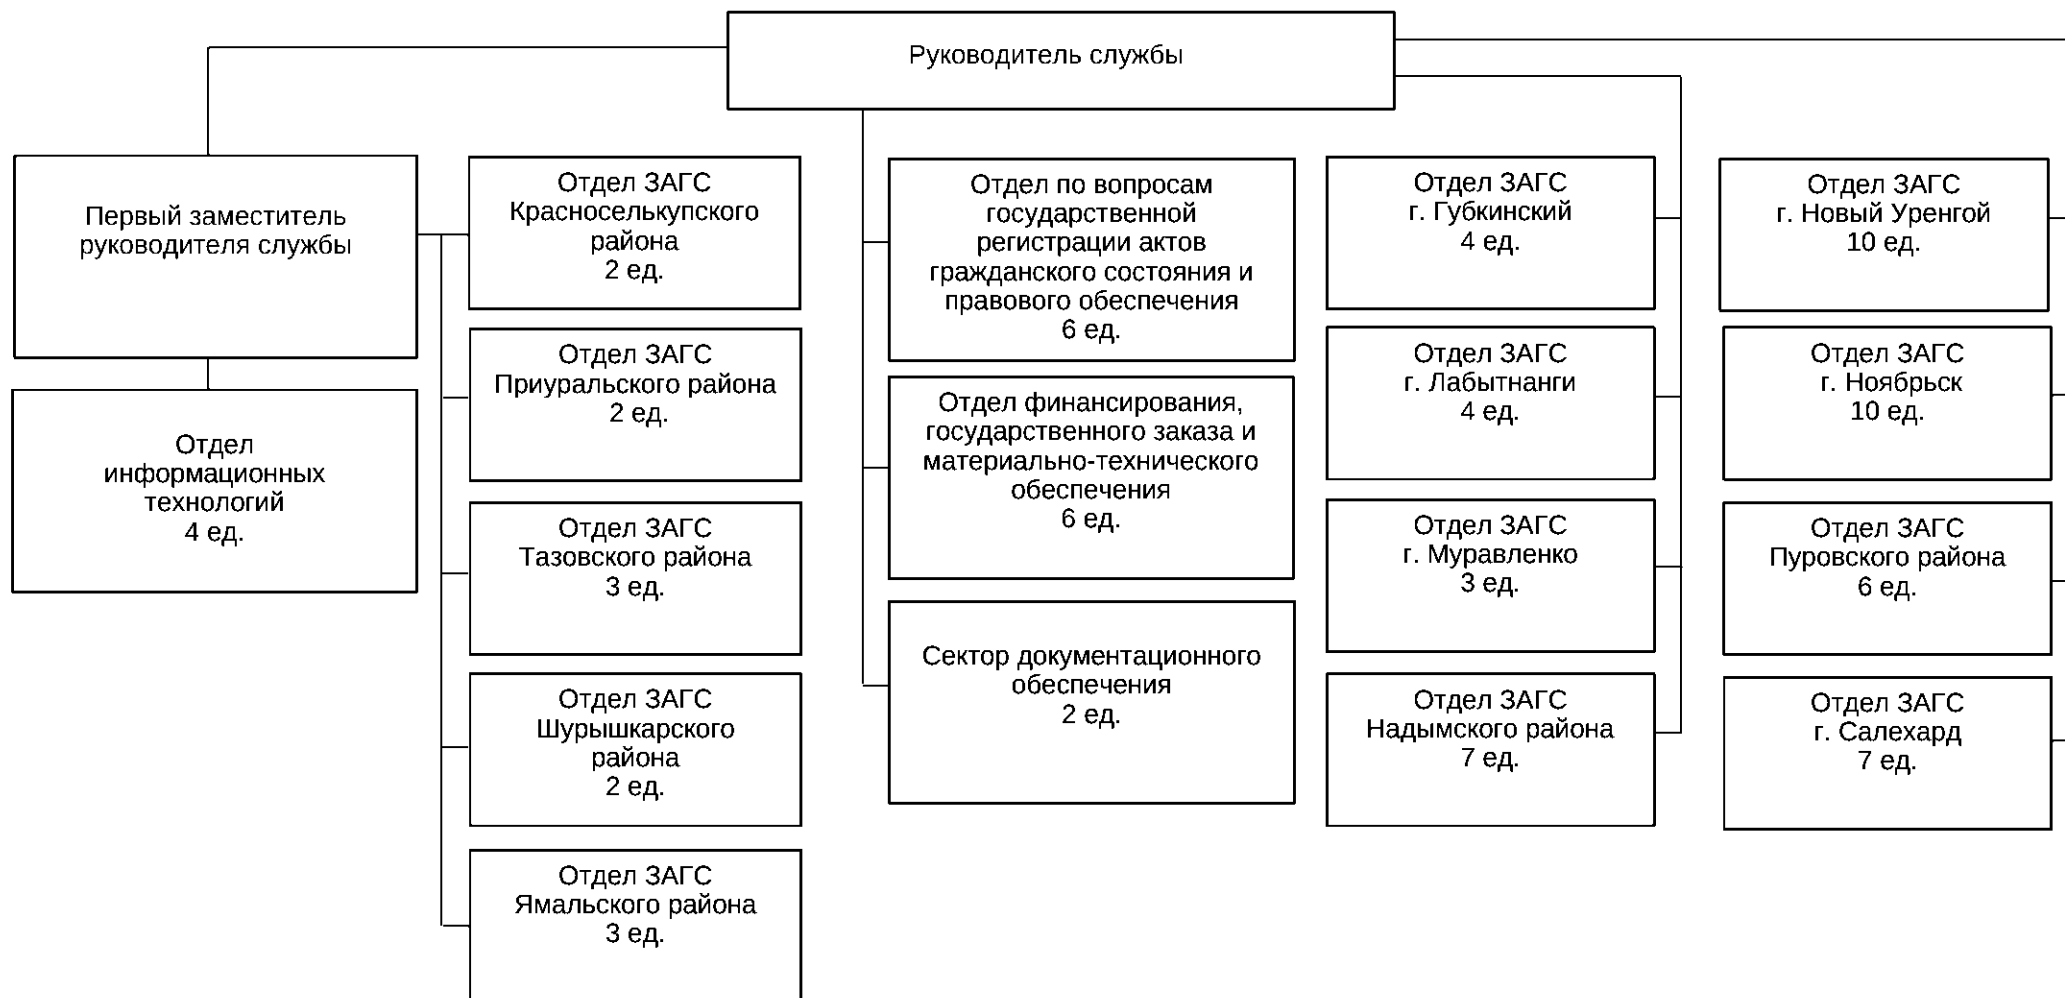 Руководитель службы
Первый заместитель
руководителя службы
Отдел
информационных
технологий
4 ед.
Отдел ЗАГС
Красноселькупского
района
2 ед.
Отдел ЗАГС
Приуральского района
2 ед.
Отдел ЗАГС
Тазовского района
3 ед.
Отдел ЗАГС
Шурышкарского
района
2 ед.
Отдел ЗАГС
Ямальского района
3 ед.
Отдел по вопросам
государственной
регистрации актов
гражданского состояния и
правового обеспечения
6 ед.
Отдел финансирования,
государственного заказа и
материально-технического
обеспечения
6 ед.
Сектор документационного
обеспечения
2 ед.
Отдел ЗАГС
г. Губкинский
4 ед.
Отдел ЗАГС
г. Лабытнанги
4 ед.
Отдел ЗАГС
г. Муравленко
3 ед.
Отдел ЗАГС
Надымского района
7 ед.
Отдел ЗАГС
г. Новый Уренгой
10 ед.
Отдел ЗАГС
г. Ноябрьск
10 ед.
Отдел ЗАГС
Пуровского района
6 ед.
Отдел ЗАГС
г. Салехард
7 ед.